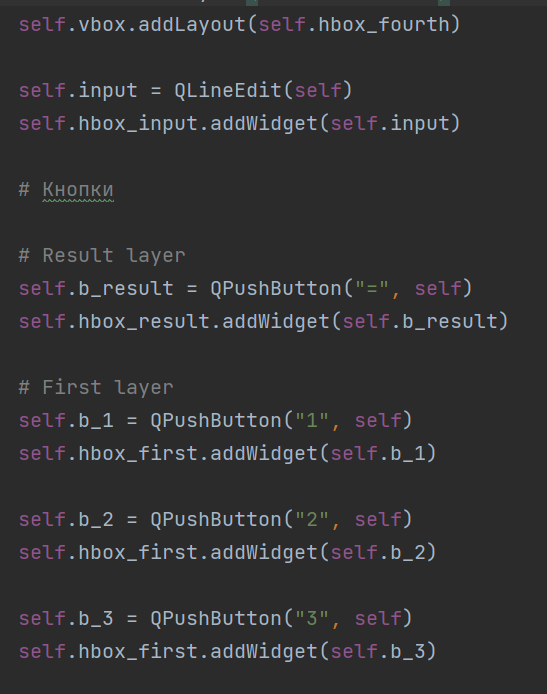 self.vbox.addLayout(self.hbox_fourth)
self.input = QLineEdit(self)
self.hbox_input.addWidget(self.input)
# Кнопки
# Result layer
self.b_result = QPushButton("=", self)
self.hbox_result.addWidget(self.b_result)
# First layer
self.b_1 = QPushButton("1", self)
self.hbox_first.addWidget(self.b_1)
self.b_2 = QPushButton("2", self)
self.hbox_first.addWidget(self.b_2)
self.b_3 = QPushButton("3", self)
self.hbox_first.addWidget(self.b_3)